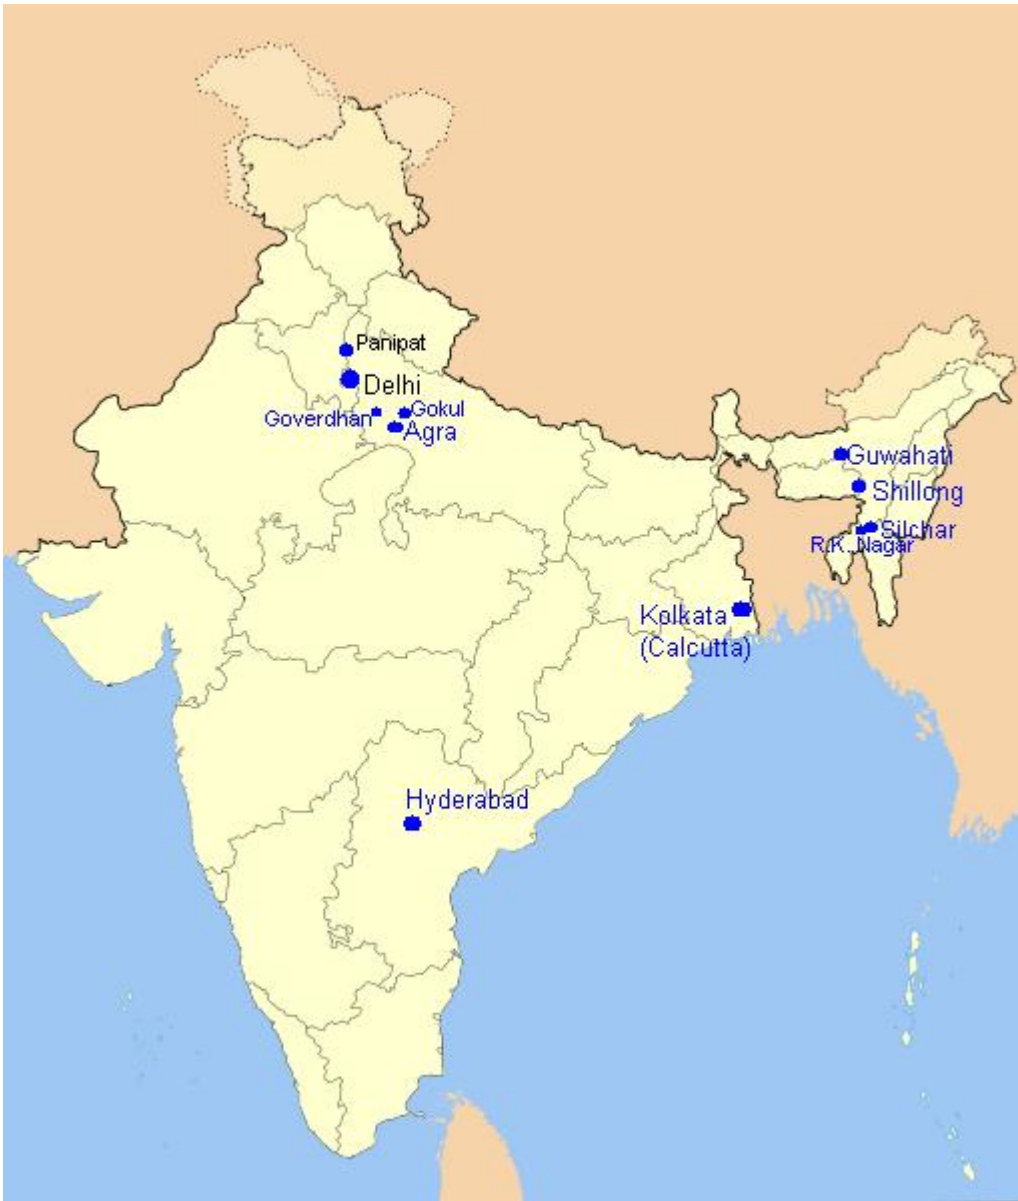 Panipat
Delhi
Goverdhan
Gokul
Agra
Guwahati
Shillong
Silchar
R.K. Nagar
Kolkata
(Calcutta)
Hyderabad